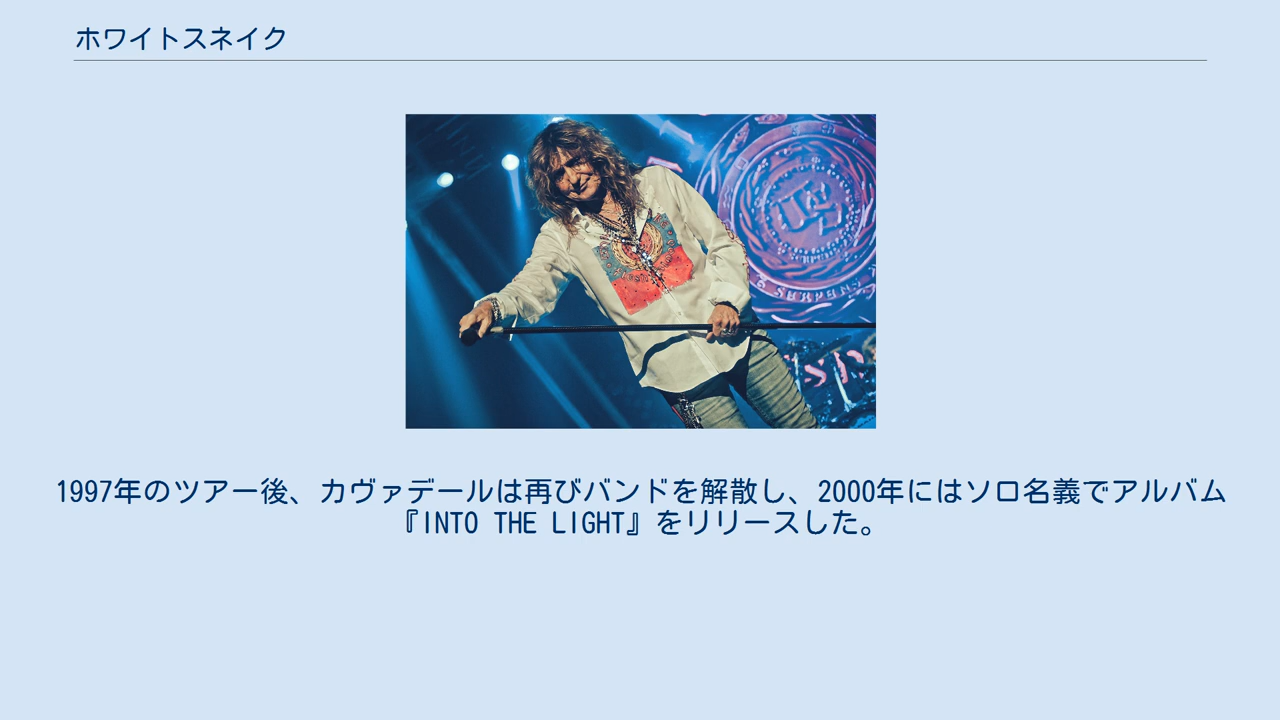 ホワイトスネイク
SERPENS
1997年のツアー後、カヴァデールは再びバンドを解散し、2000年にはソロ名義でアルバム
『INTO THE LIGHT』をリリースした。